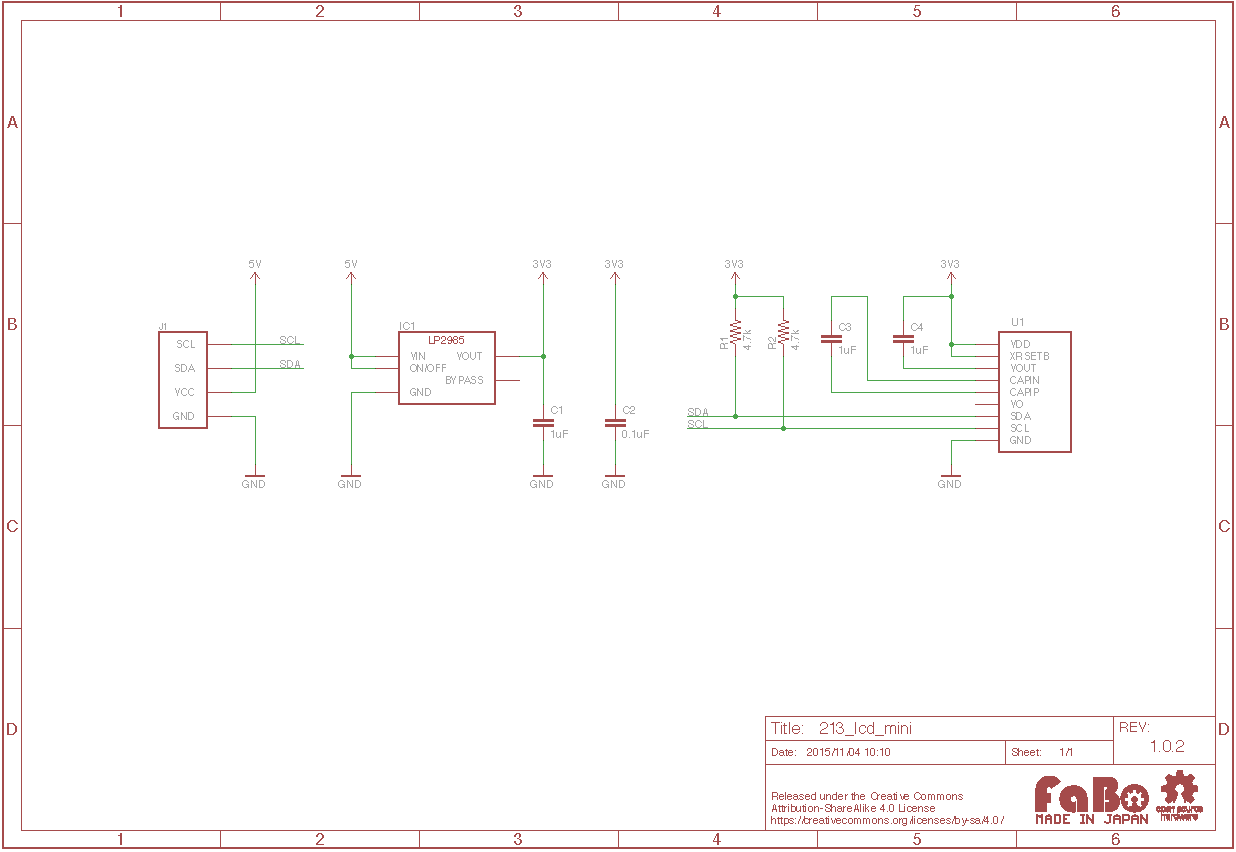 1 2 3 4 5 6
A A
B B
C C
D D
5V
5V
3V3
3V3
3V3
3V3
J1
SCL
SDA
VCC
GND
SCL
SDA
GND
IC1
LP2985
VIN
ON/OFF
GND
VOUT
BYPASS
GND
C1
1uF
GND
C2
0.1uF
GND
R1
4.7k
R2
4.7k
C3
1uF
C4
1uF
SDA
SCL
U1
VDD
XRSETB
VOUT
CAPIN
CAPIP
VO
SDA
SCL
GND
GND
Title: 213_lcd_mini
REV:
1.0.2
Date: 2015/11/04 10:10
Sheet: 1/1
Released under the Creative Commons
Attribution-ShareAlike 4.0 License
https://creativecommons.org/licenses/by-sa/4.0/
FaBo
MADE IN JAPAN
open source
hardware
1 2 3 4 5 6